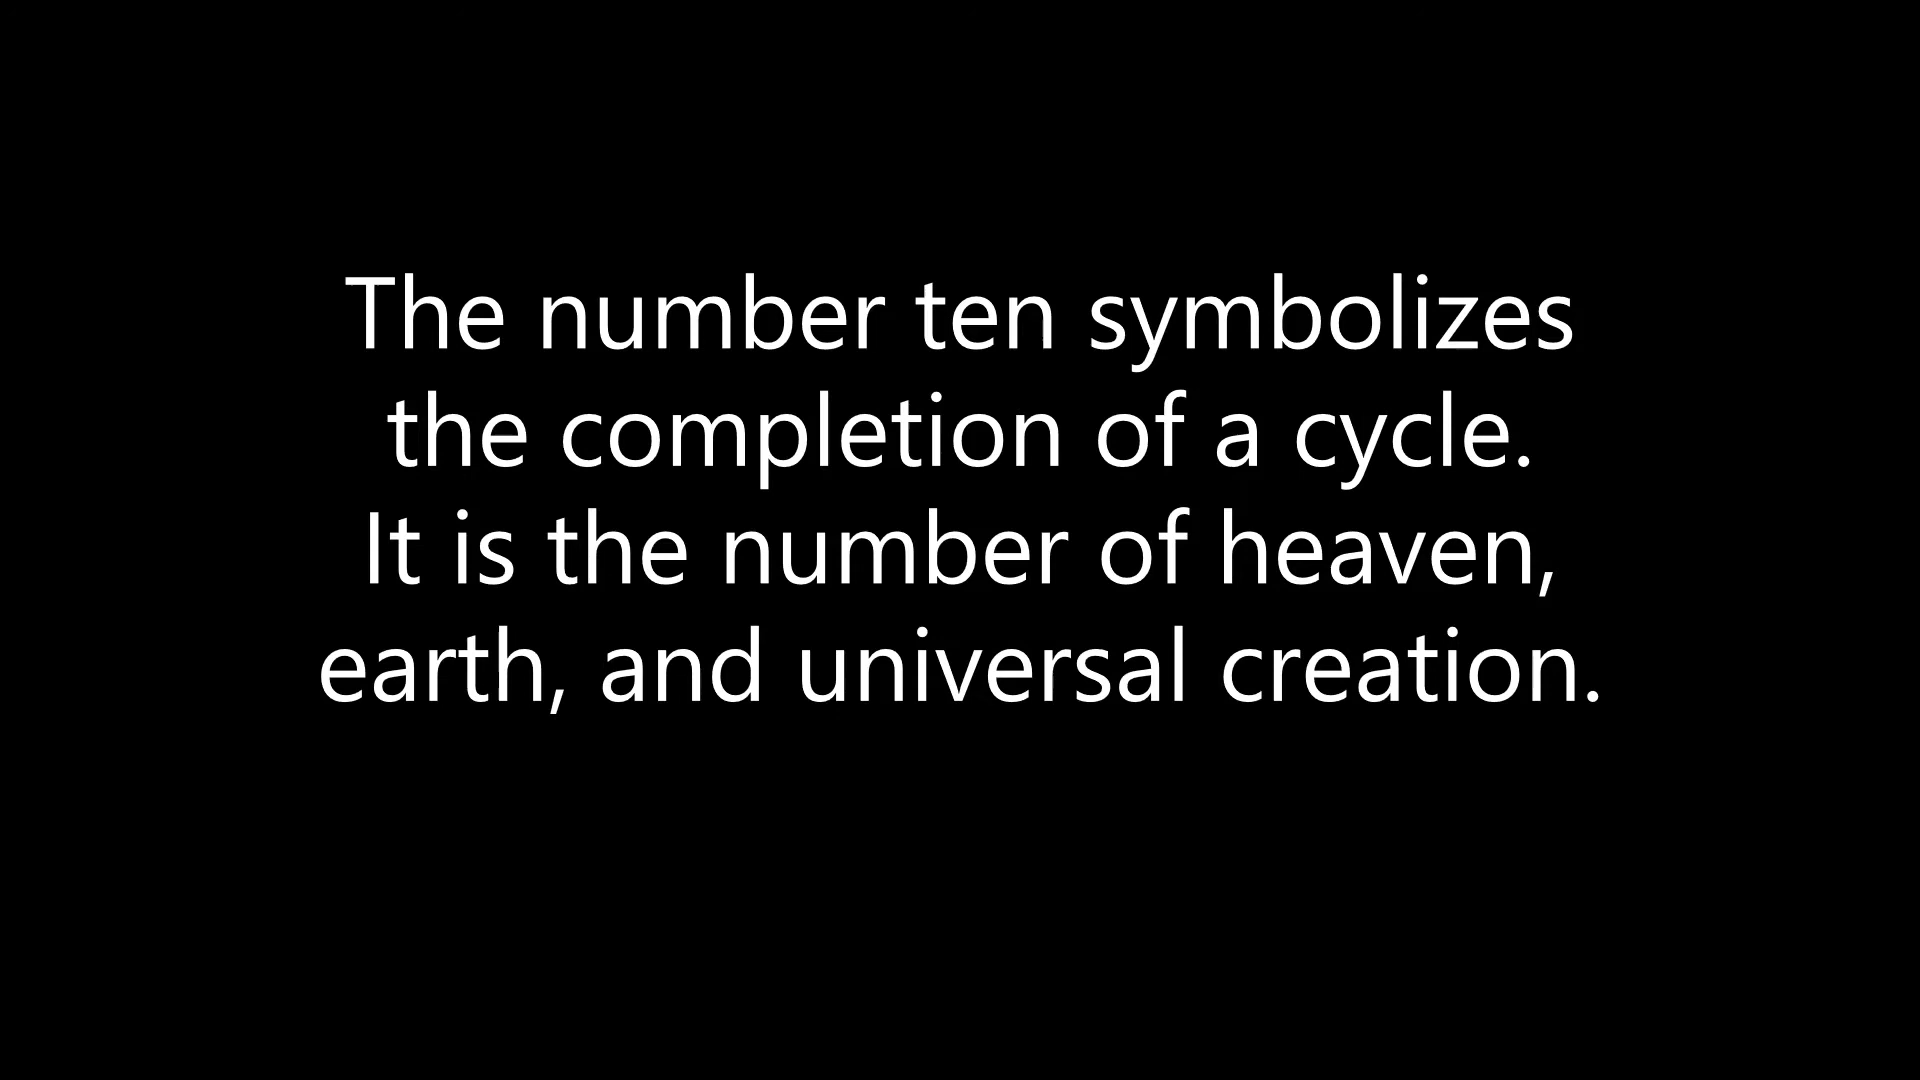 The number ten symbolizes
the completion of a cycle.
It is the number of heaven,
earth, and universal creation.